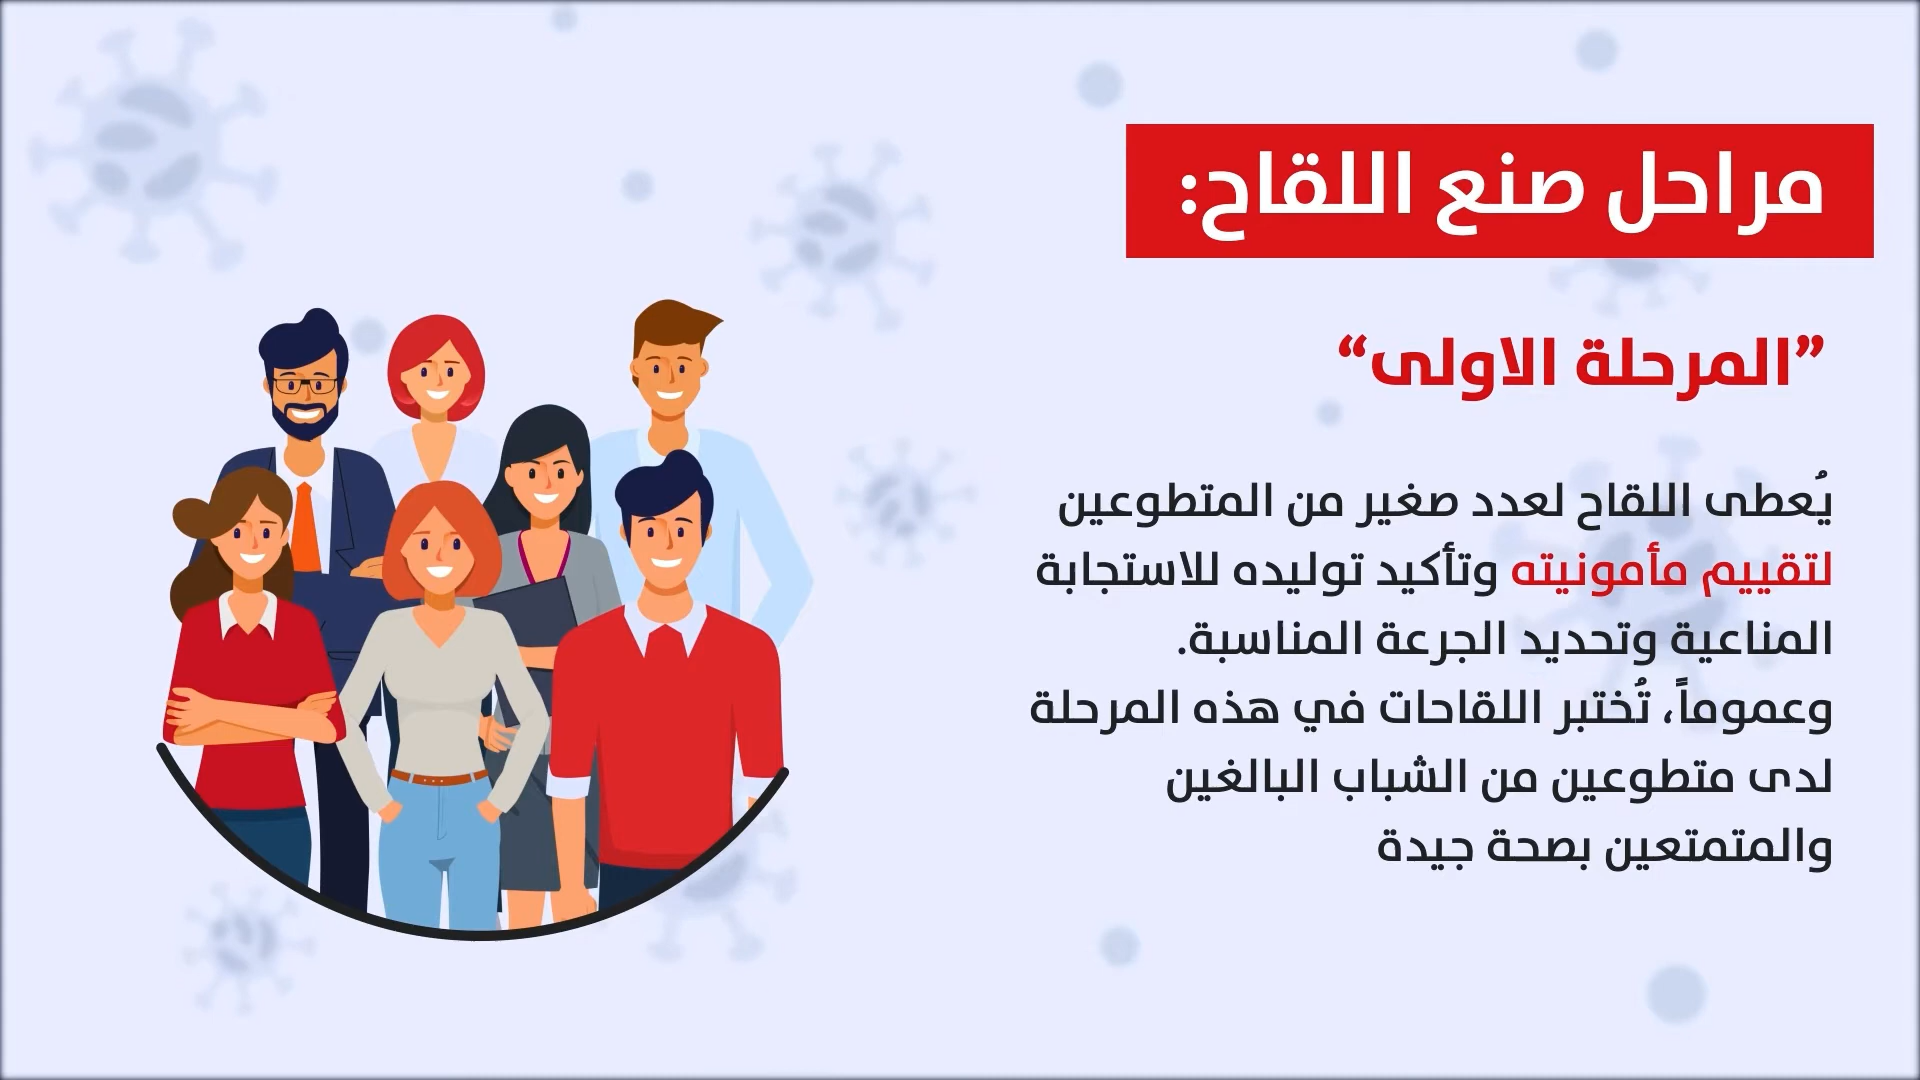 مراحل صنع اللقاح:
”المرحلة الاولى“
يُعطى اللقاح لعدد صغير من المتطوعين
لتقييم مأمونيته وتأكيد توليده للاستجابة
المناعية وتحديد الجرعة المناسبة.
وعموماً، تُختبر اللقاحات في هذه المرحلة
لدى متطوعين من الشباب البالغين
والمتمتعين بصحة جيدة